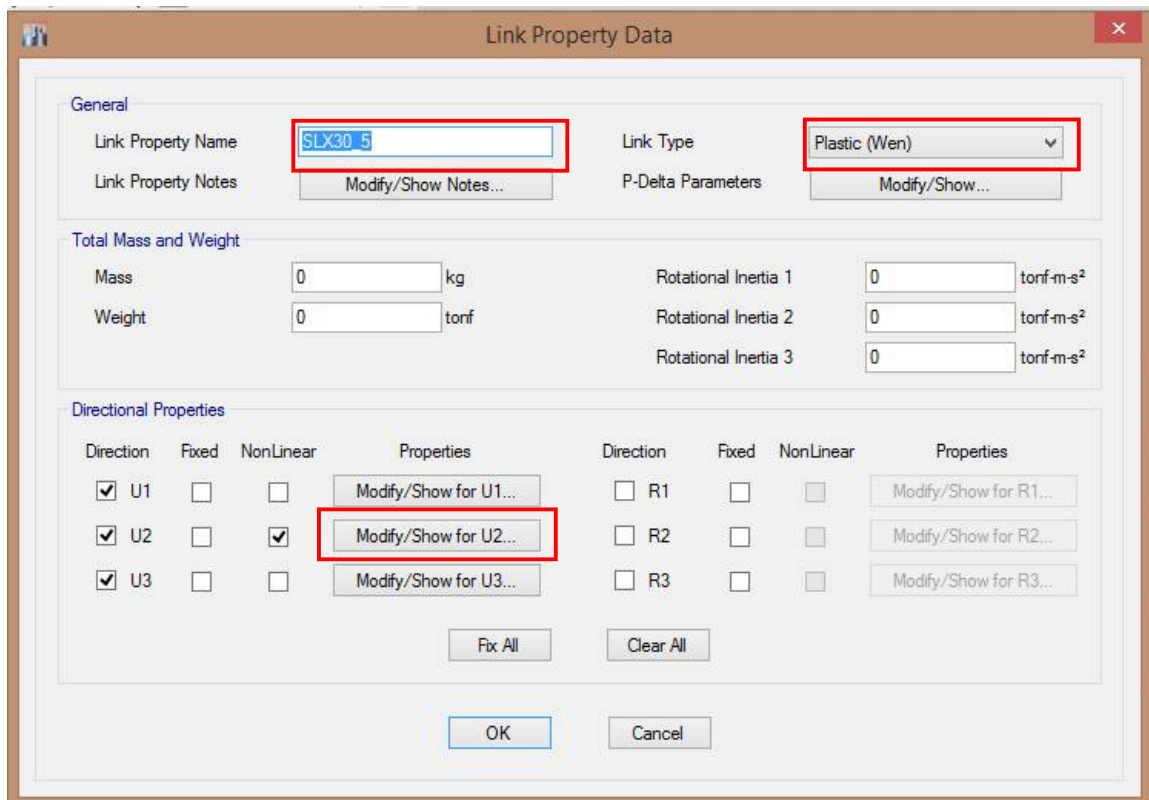 Link Property Data
General
Link Property Name SLX30_5 Link Type Plastic (Wen)
Link Property Notes Modify/Show Notes... P-Delta Parameters Modify/Show...
Total Mass and Weight
Mass 0 kg Rotational Inertia 1 0 tonf-m-s²
Weight 0 tonf Rotational Inertia 2 0 tonf-m-s²
Rotational Inertia 3 0 tonf-m-s²
Directional Properties
Direction Fixed NonLinear Properties Direction Fixed NonLinear Properties
U1 Modify/Show for U1... R1 Modify/Show for R1...
U2 Modify/Show for U2... R2 Modify/Show for R2...
U3 Modify/Show for U3... R3 Modify/Show for R3...
Fix All Clear All
OK Cancel